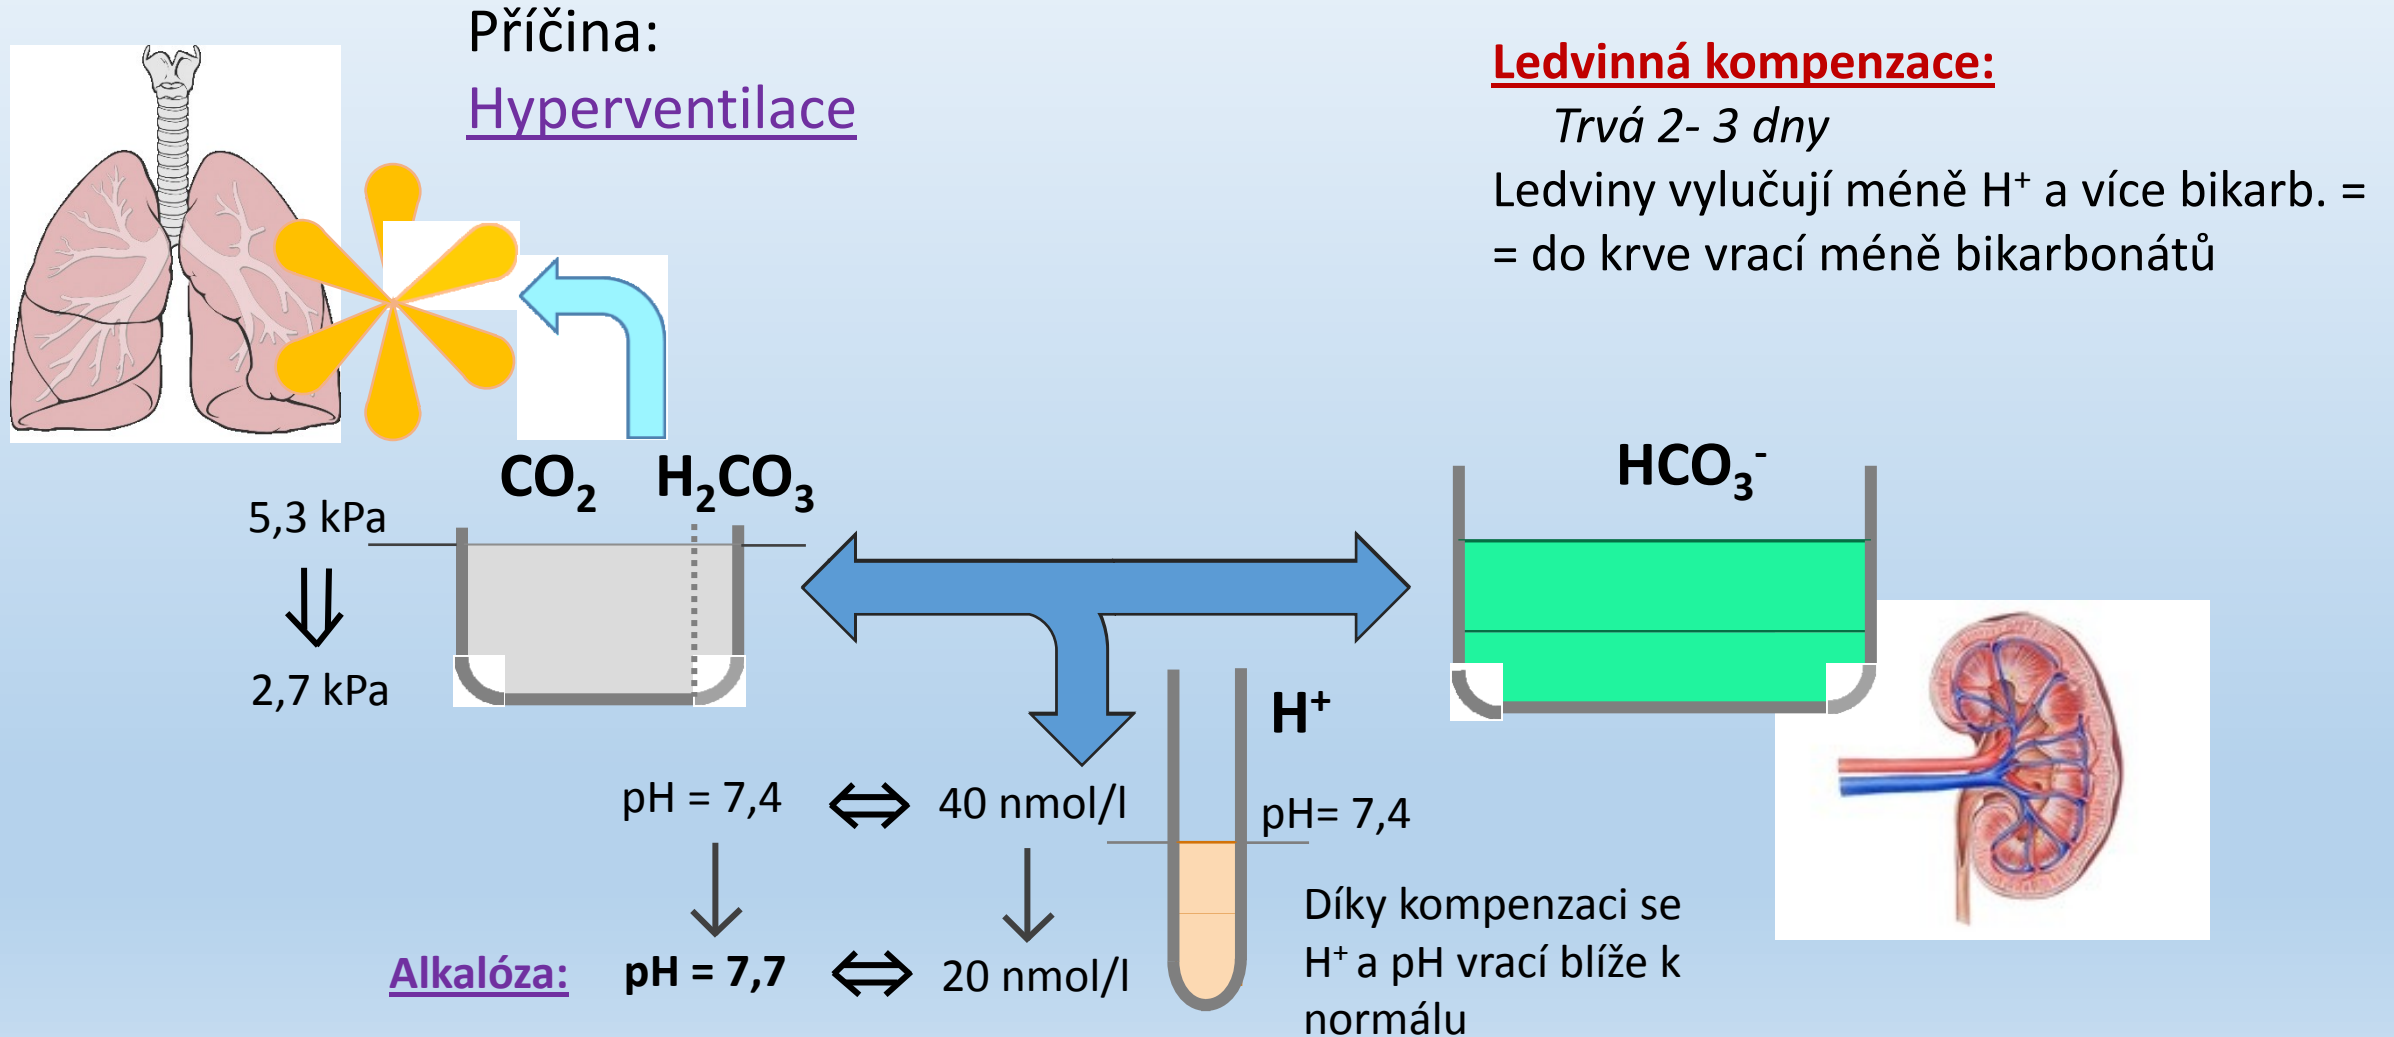 Příčina:
Hyperventilace
Ledvinná kompenzace:
Trvá 2- 3 dny
Ledviny vylučují méně H⁺ a více bikarb. =
= do krve vrací méně bikarbonátů
CO₂ H₂CO₃
HCO₃⁻
5,3 kPa
2,7 kPa
H⁺
pH = 7,4 ⇔ 40 nmol/l
pH= 7,4
Alkalóza: pH = 7,7 ⇔ 20 nmol/l
Díky kompenzaci se
H⁺ a pH vrací blíže k
normálu